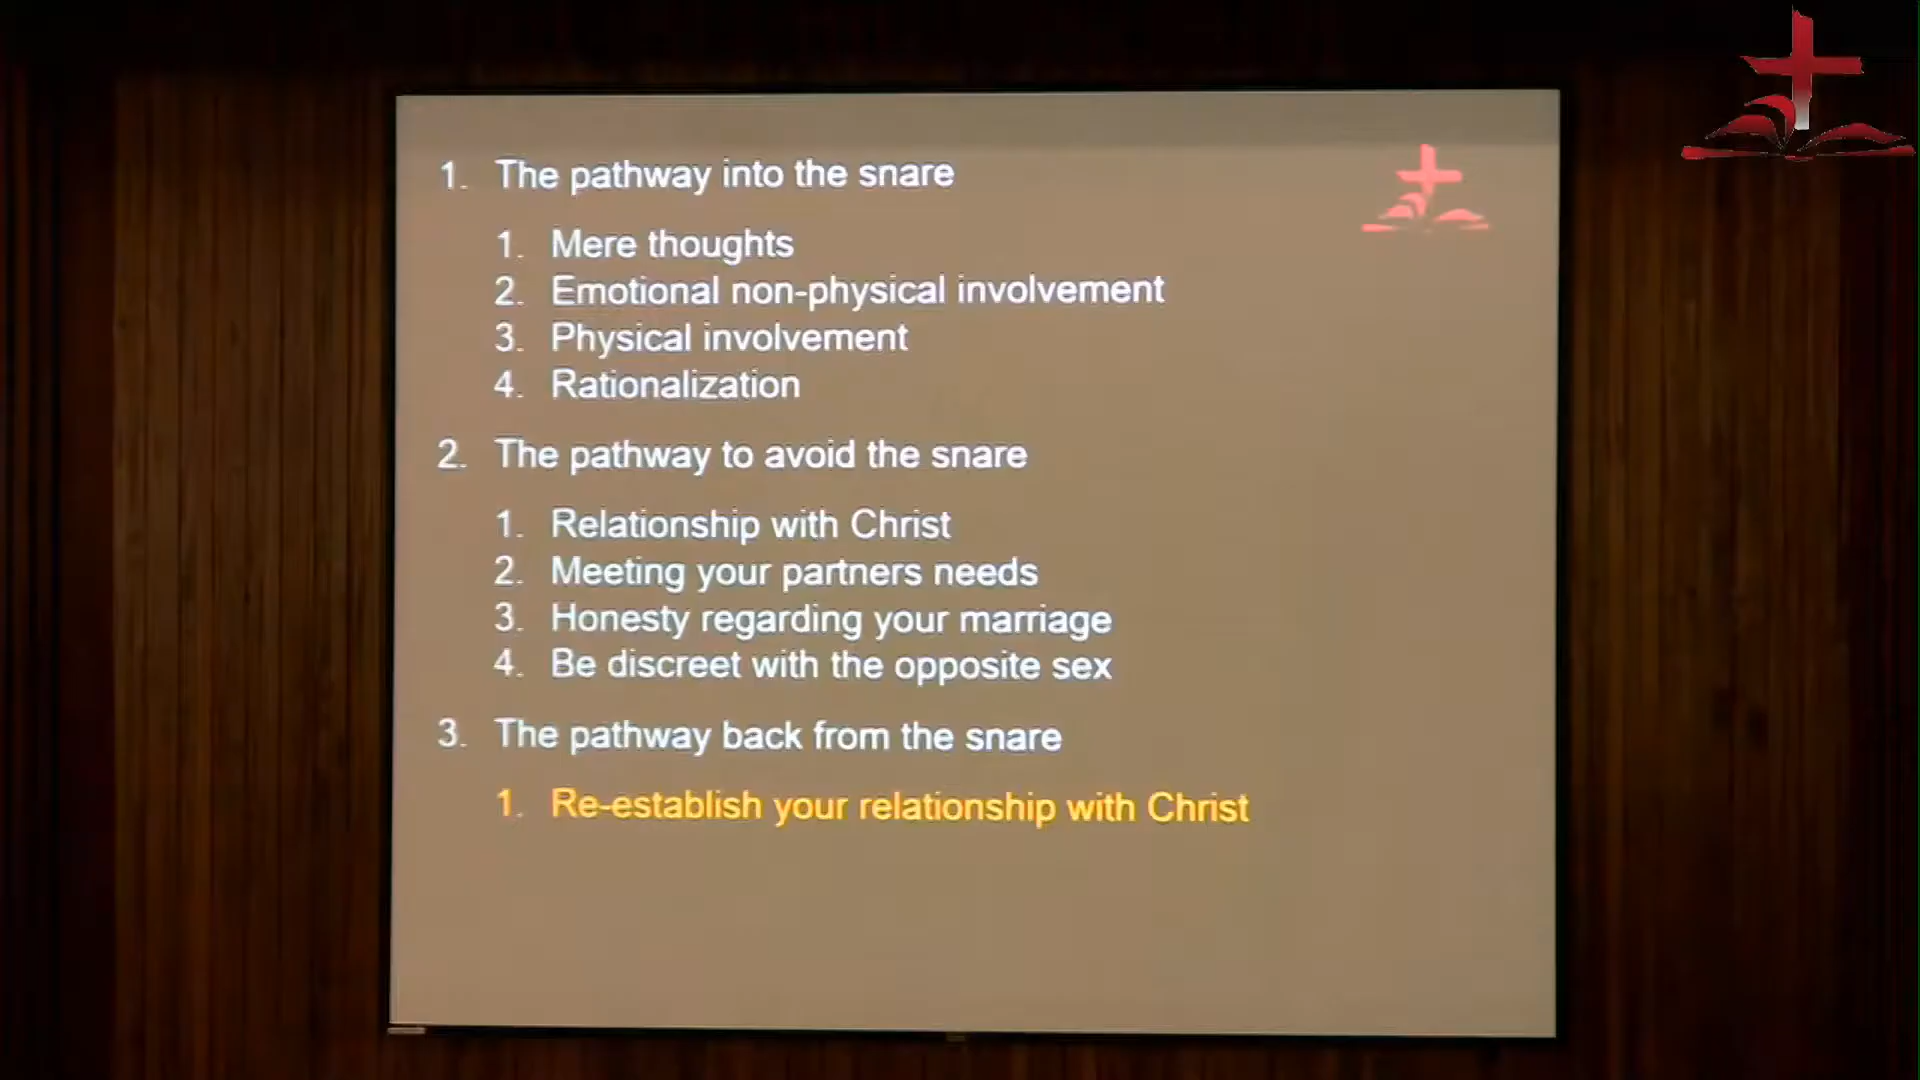 1. The pathway into the snare
1. Mere thoughts
2. Emotional non-physical involvement
3. Physical involvement
4. Rationalization
2. The pathway to avoid the snare
1. Relationship with Christ
2. Meeting your partners needs
3. Honesty regarding your marriage
4. Be discreet with the opposite sex
3. The pathway back from the snare
1. Re-establish your relationship with Christ